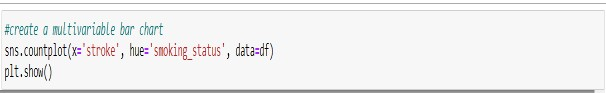 #create a multivariable bar chart
sns.countplot(x='stroke', hue='smoking_status', data=df)
plt.show()